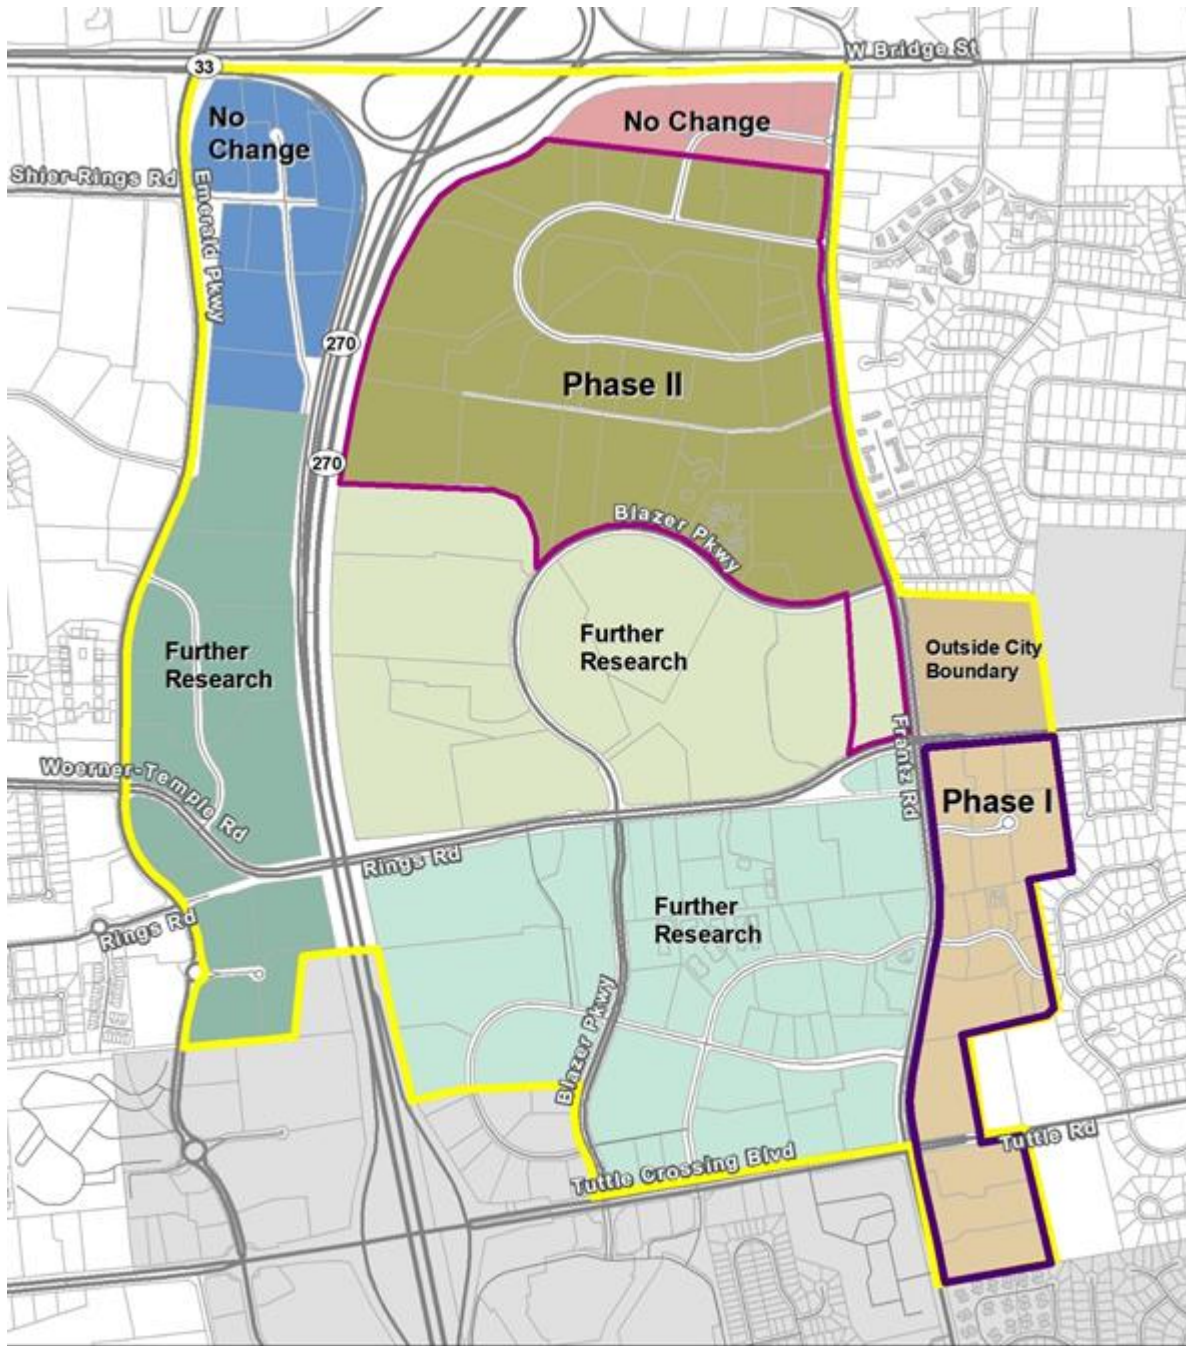 W Bridge St
33
No
Change
No Change
Shier-Rings Rd
Emerald Pkwy
270
Phase II
270
Blazer Pkwy
Further
Research
Further
Research
Outside City
Boundary
Frantz Rd
Woerner-Temple Rd
Phase I
Rings Rd
Rings Rd
Further
Research
Blazer Pkwy
Tuttle Rd
Tuttle Crossing Blvd